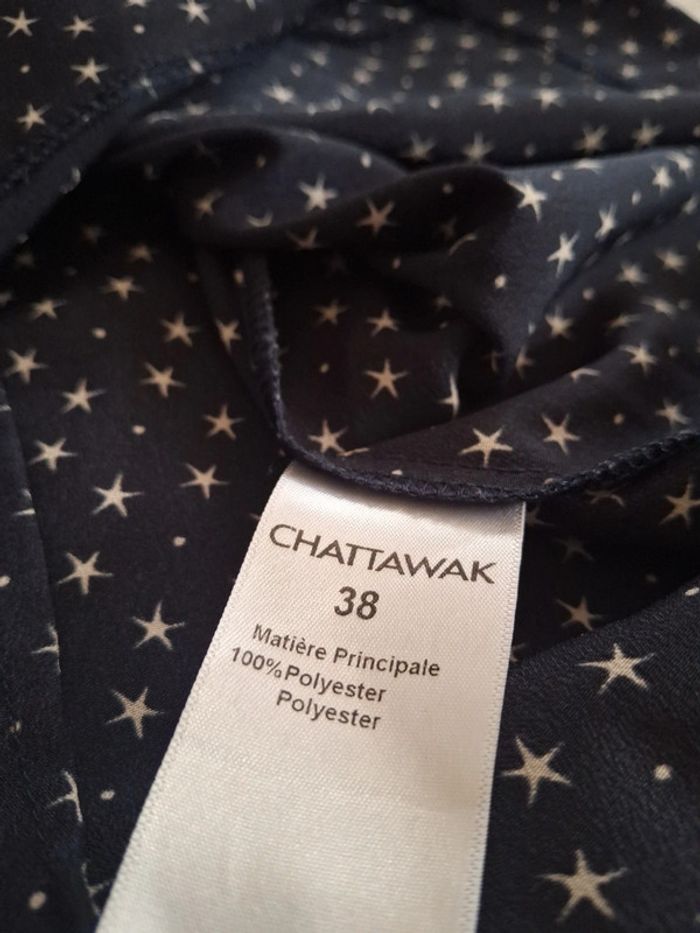 CHATTAWAK
38
Matière Principale
100%Polyester
Polyester